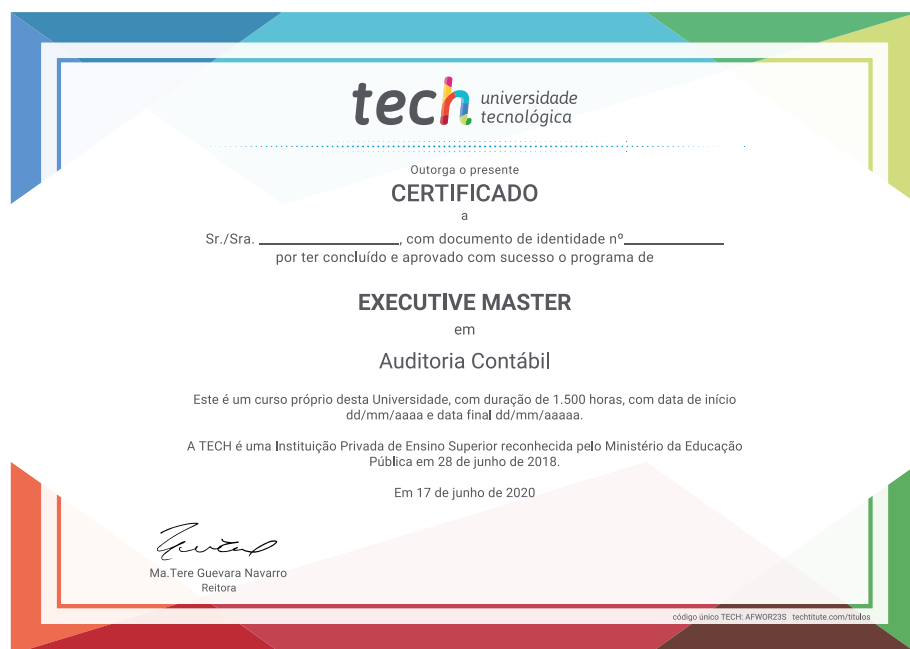 tech universidade
tecnológica
Outorga o presente
CERTIFICADO
a
Sr./Sra. ____________________, com documento de identidade nº______________
por ter concluído e aprovado com sucesso o programa de
EXECUTIVE MASTER
em
Auditoria Contábil
Este é um curso próprio desta Universidade, com duração de 1.500 horas, com data de início
dd/mm/aaaa e data final dd/mm/aaaaa.
A TECH é uma Instituição Privada de Ensino Superior reconhecida pelo Ministério da Educação
Pública em 28 de junho de 2018.
Em 17 de junho de 2020
Ma.Tere Guevara Navarro
Reitora
código único TECH: AFWOR23S techtitute.com/titulos